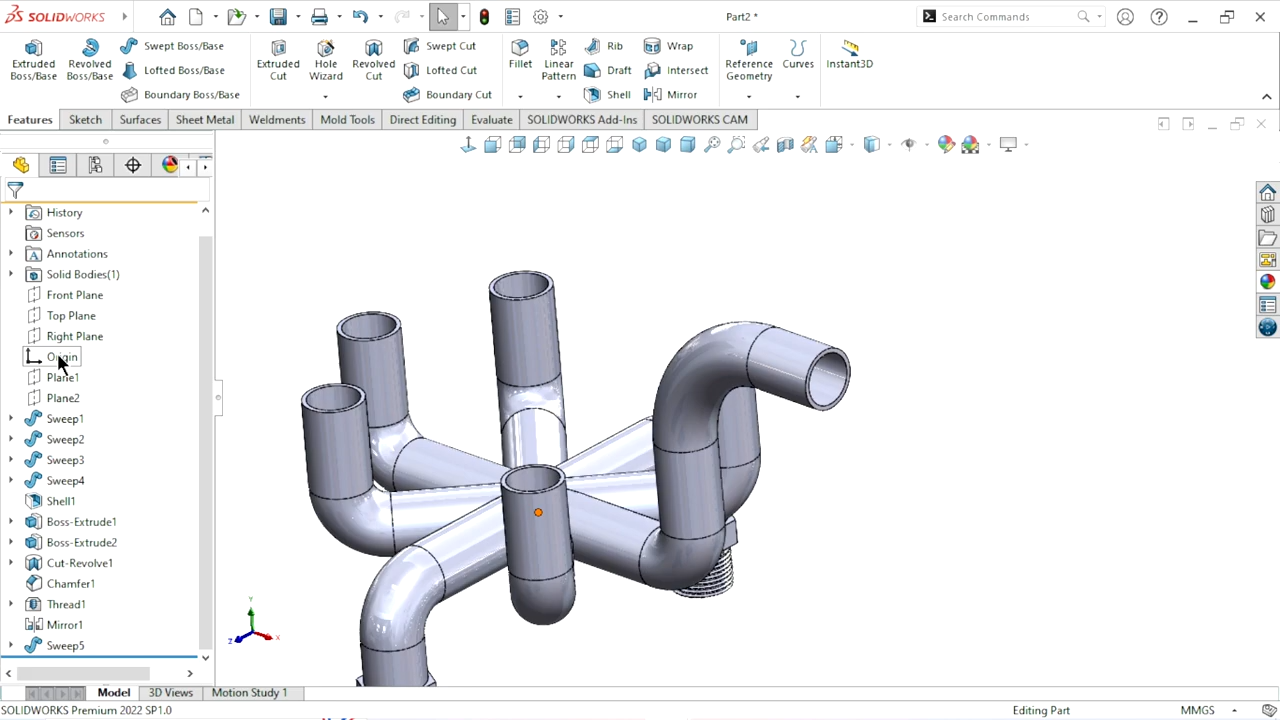 SOLIDWORKS
Part2 *
Search Commands
Extruded Boss/Base
Revolved Boss/Base
Swept Boss/Base
Lofted Boss/Base
Boundary Boss/Base
Extruded Cut
Hole Wizard
Revolved Cut
Swept Cut
Lofted Cut
Boundary Cut
Fillet
Linear Pattern
Rib
Draft
Shell
Wrap
Intersect
Mirror
Reference Geometry
Curves
Instant3D
Features
Sketch
Surfaces
Sheet Metal
Weldments
Mold Tools
Direct Editing
Evaluate
SOLIDWORKS Add-Ins
SOLIDWORKS CAM
History
Sensors
Annotations
Solid Bodies(1)
Front Plane
Top Plane
Right Plane
Origin
Plane1
Plane2
Sweep1
Sweep2
Sweep3
Sweep4
Shell1
Boss-Extrude1
Boss-Extrude2
Cut-Revolve1
Chamfer1
Thread1
Mirror1
Sweep5
Y
Z
X
Model
3D Views
Motion Study 1
SOLIDWORKS Premium 2022 SP1.0
Editing Part
MMGS